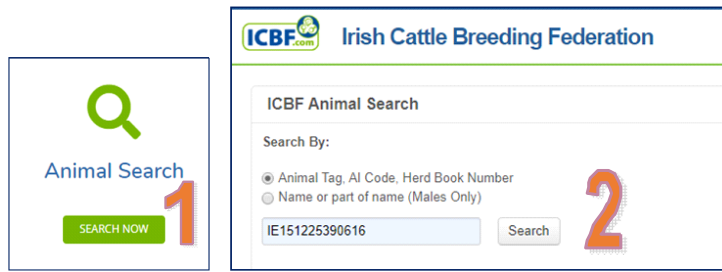 Animal Search
SEARCH NOW
1
ICBF.com
Irish Cattle Breeding Federation
ICBF Animal Search
Search By:
Animal Tag, AI Code, Herd Book Number
Name or part of name (Males Only)
IE151225390616
Search
2